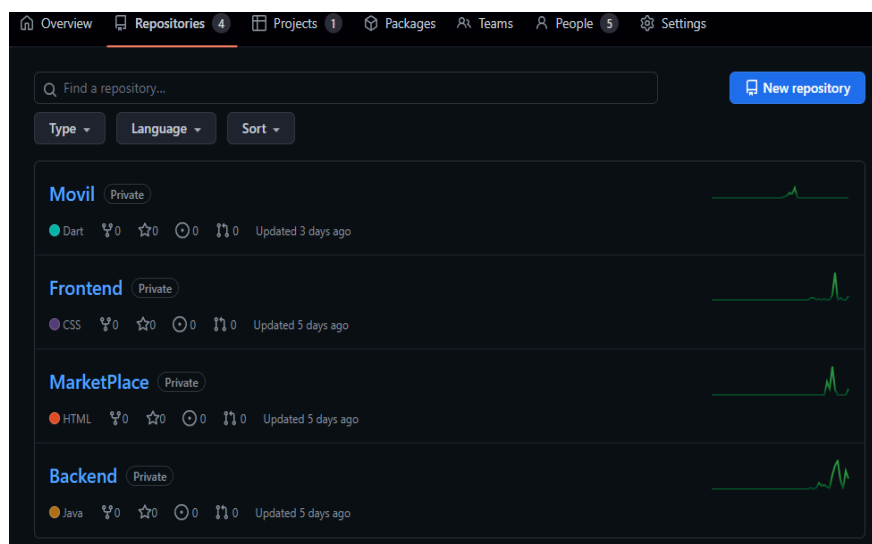 Overview Repositories 4 Projects 1 Packages Teams People 5 Settings
Find a repository... New repository
Type Language Sort
Movil Private
Dart 0 0 0 0 Updated 3 days ago
Frontend Private
CSS 0 0 0 0 Updated 5 days ago
MarketPlace Private
HTML 0 0 0 0 Updated 5 days ago
Backend Private
Java 0 0 0 0 Updated 5 days ago